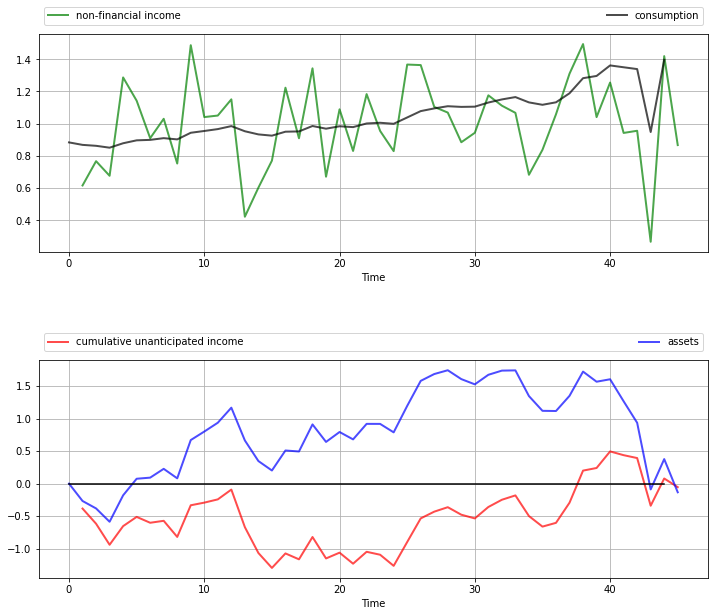 non-financial income consumption
1.4
1.2
1.0
0.8
0.6
0.4
0 10 20 30 40
Time
cumulative unanticipated income assets
1.5
1.0
0.5
0.0
−0.5
−1.0
0 10 20 30 40
Time